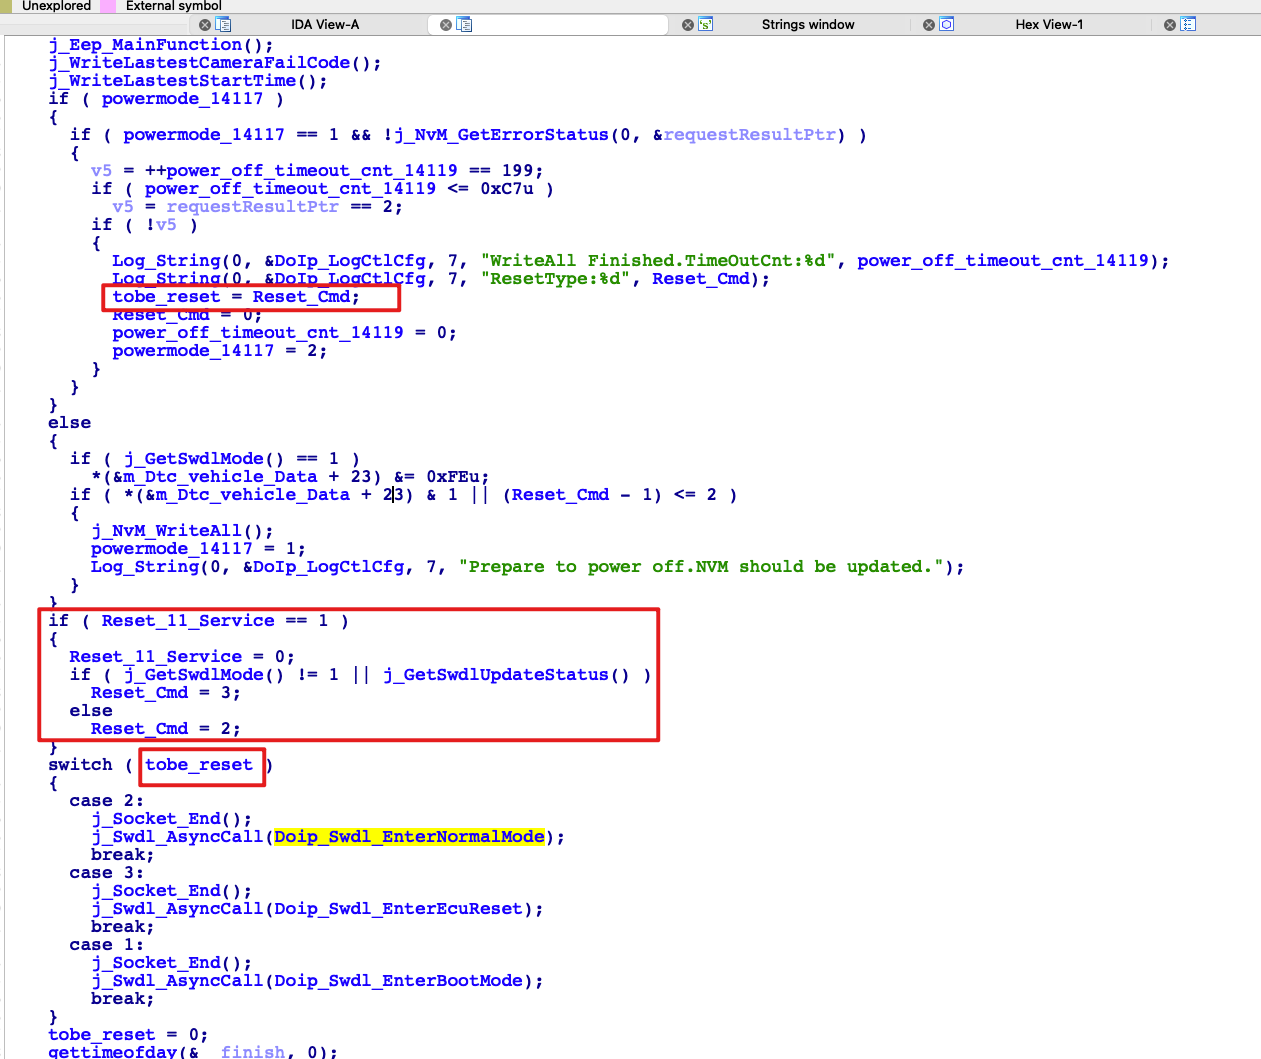 Unexplored External symbol
IDA View-A Strings window Hex View-1
j_Eep_MainFunction();
j_WriteLastestCameraFailCode();
j_WriteLastestStartTime();
if ( powermode_14117 )
{
if ( powermode_14117 == 1 && !j_NvM_GetErrorStatus(0, &requestResultPtr) )
{
v5 = ++power_off_timeout_cnt_14119 == 199;
if ( power_off_timeout_cnt_14119 <= 0xC7u )
v5 = requestResultPtr == 2;
if ( !v5 )
{
Log_String(0, &DoIp_LogCtlCfg, 7, "WriteAll Finished.TimeOutCnt:%d", power_off_timeout_cnt_14119);
Log_String(0, &DoIp_LogCtlCfg, 7, "ResetType:%d", Reset_Cmd);
tobe_reset = Reset_Cmd;
Reset_Cmd = 0;
power_off_timeout_cnt_14119 = 0;
powermode_14117 = 2;
}
}
}
else
{
if ( j_GetSwdlMode() == 1 )
*(&m_Dtc_vehicle_Data + 23) &= 0xFEu;
if ( *(&m_Dtc_vehicle_Data + 23) & 1 || (Reset_Cmd - 1) <= 2 )
{
j_NvM_WriteAll();
powermode_14117 = 1;
Log_String(0, &DoIp_LogCtlCfg, 7, "Prepare to power off.NVM should be updated.");
}
}
if ( Reset_11_Service == 1 )
{
Reset_11_Service = 0;
if ( j_GetSwdlMode() != 1 || j_GetSwdlUpdateStatus() )
Reset_Cmd = 3;
else
Reset_Cmd = 2;
}
switch ( tobe_reset )
{
case 2:
j_Socket_End();
j_Swdl_AsyncCall(Doip_Swdl_EnterNormalMode);
break;
case 3:
j_Socket_End();
j_Swdl_AsyncCall(Doip_Swdl_EnterEcuReset);
break;
case 1:
j_Socket_End();
j_Swdl_AsyncCall(Doip_Swdl_EnterBootMode);
break;
}
tobe_reset = 0;
gettimeofday(&__finish, 0);